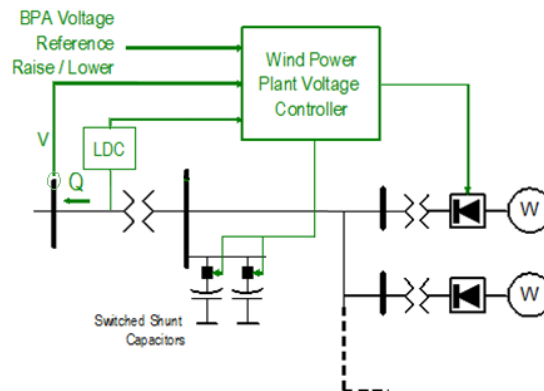 BPA Voltage
Reference
Raise / Lower
Wind Power
Plant Voltage
Controller
V
LDC
Q
W
W
Switched Shunt
Capacitors